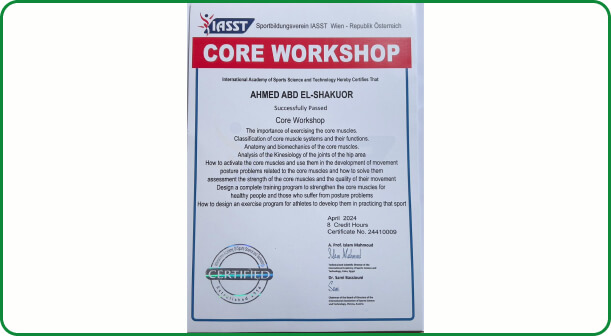 IASST Sportbildungsverein IASST Wien - Republik Österreich
CORE WORKSHOP
International Academy of Sports Science and Technology Hereby Certifies That
AHMED ABD EL-SHAKUOR
Successfully Passed
Core Workshop
The importance of exercising the core muscles.
Classification of core muscle systems and their functions.
Anatomy and biomechanics of the core muscles.
Analysis of the Kinesiology of the joints of the hip area
How to activate the core muscles and use them in the development of movement
posture problems related to the core muscles and how to solve them
assessment the strength of the core muscles and the quality of their movement
Design a complete training program to strengthen the core muscles for
healthy people and those who suffer from posture problems
How to design an exercise program for athletes to develop them in practicing that sport
April 2024
8 Credit Hours
Certificate No. 24410009
A. Prof. Islam Mahmoud
CERTIFIED